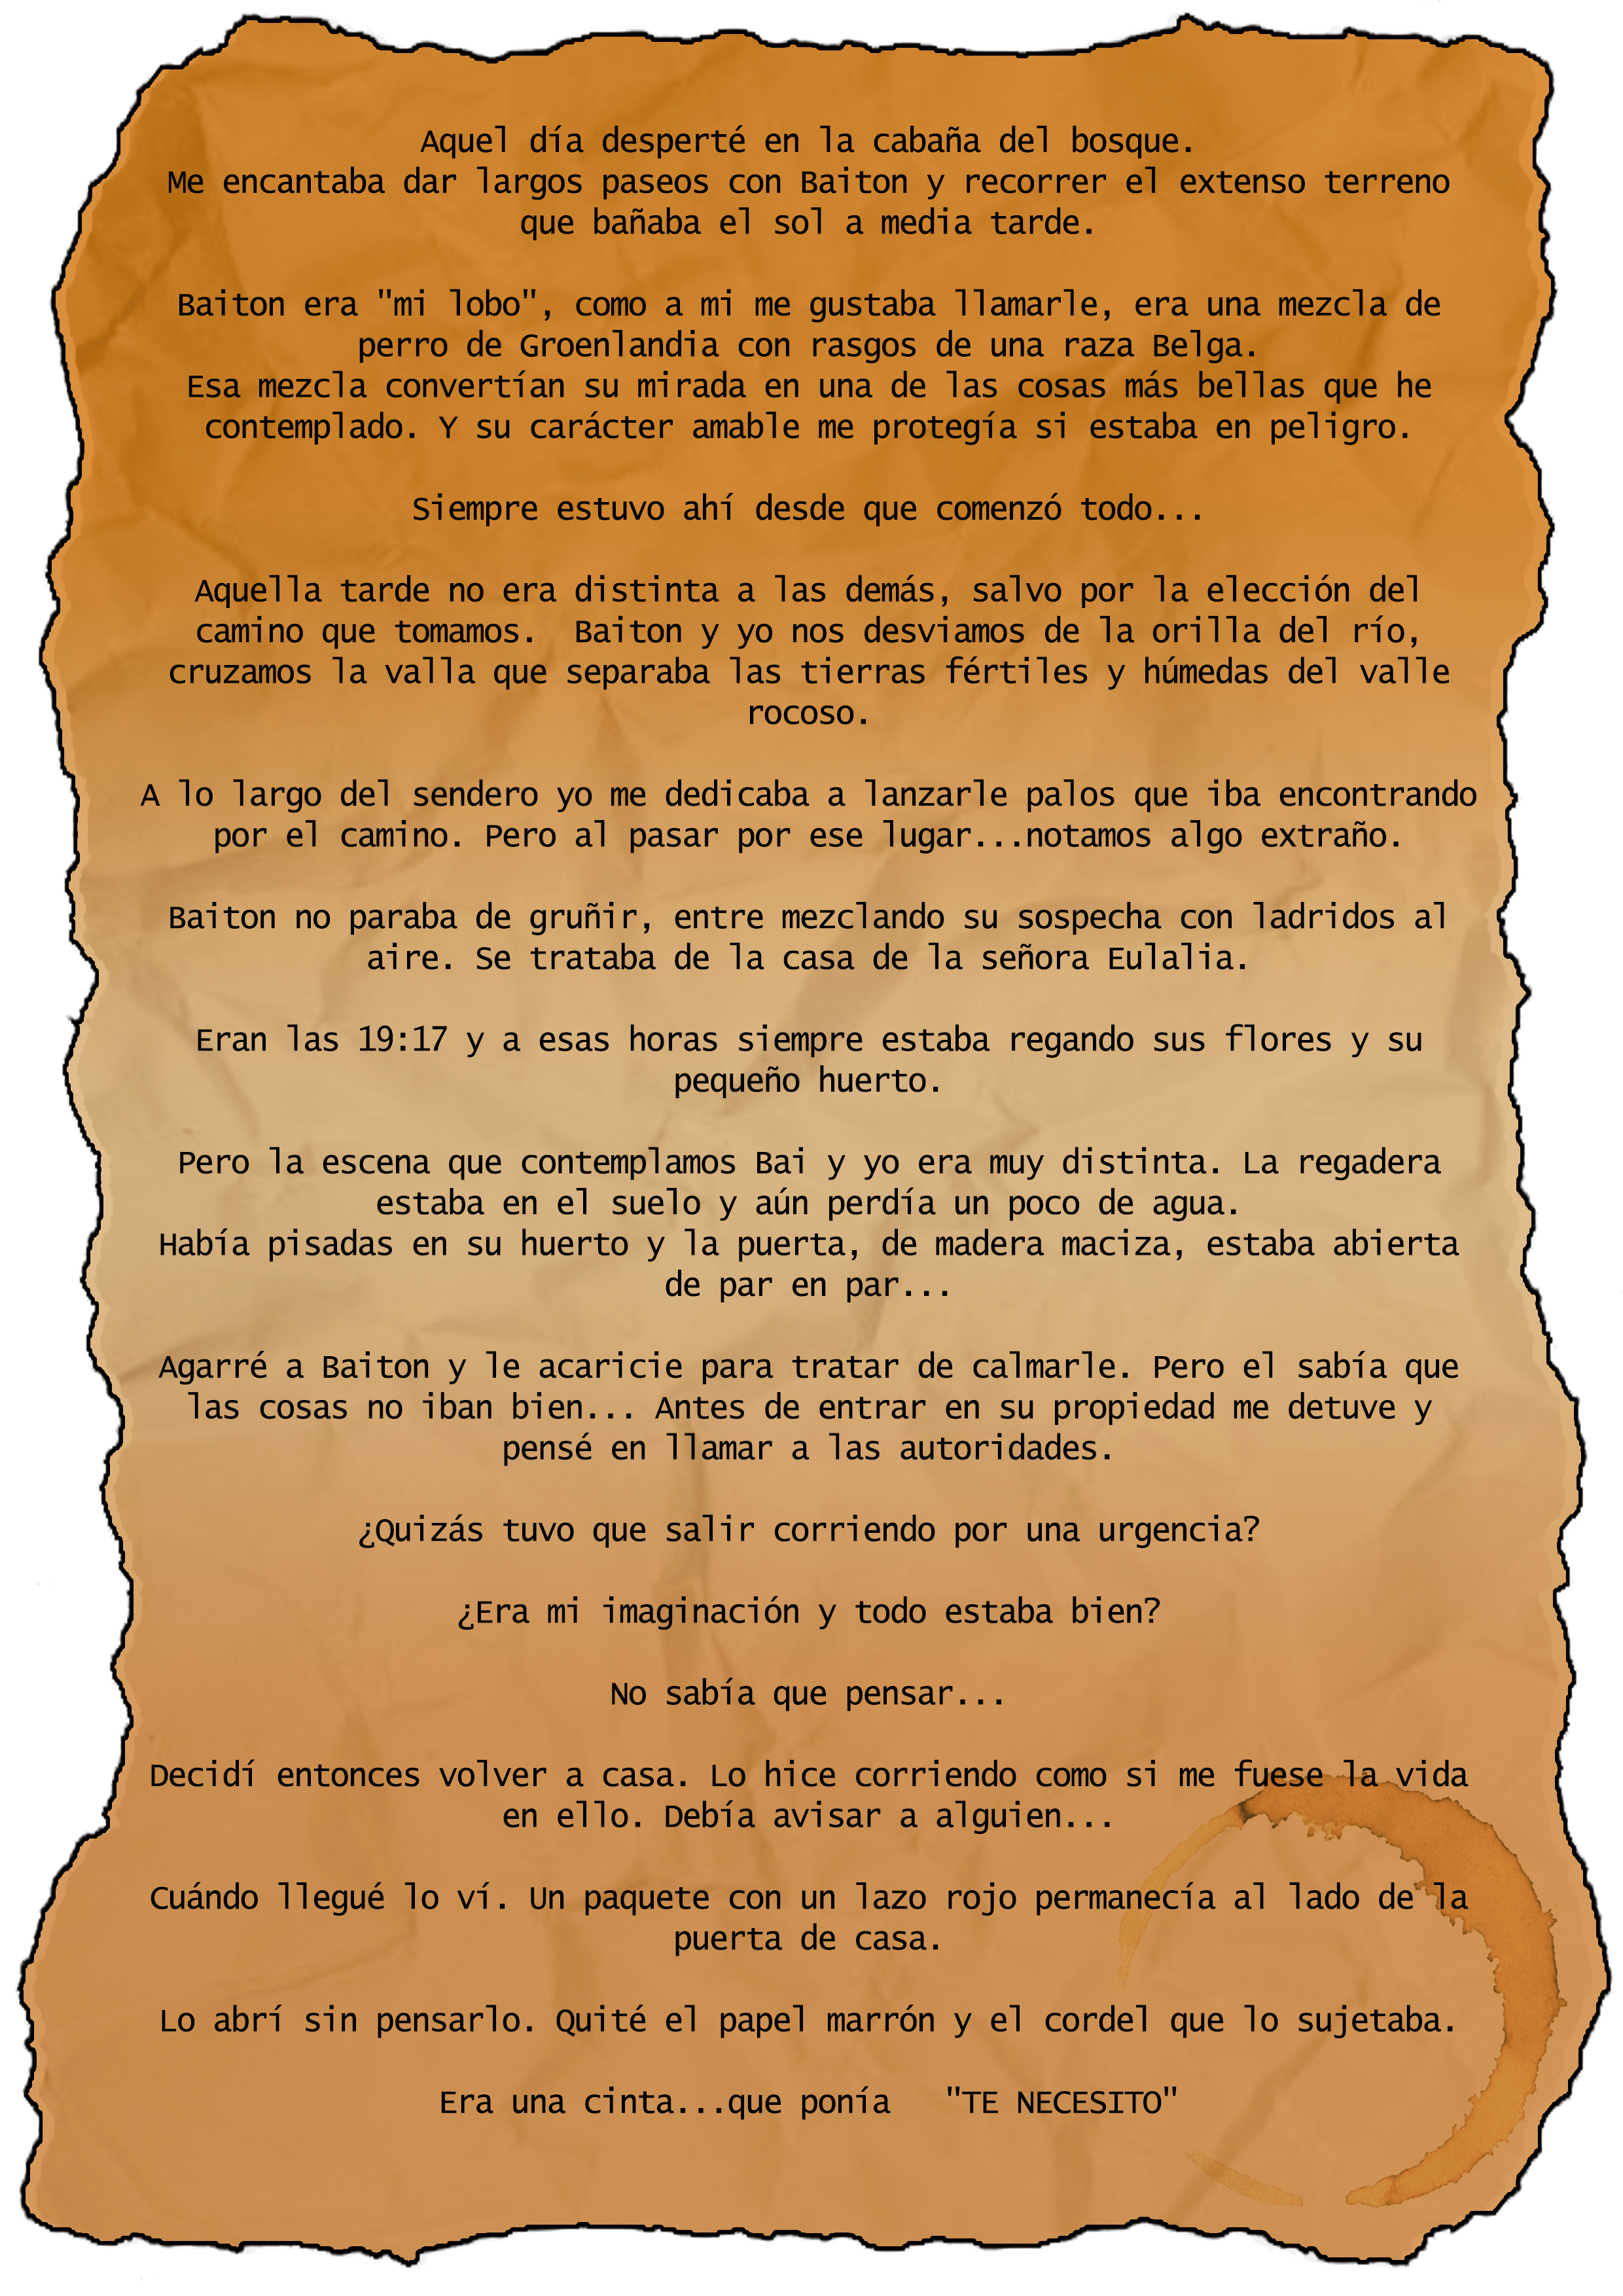 Aquel día desperté en la cabaña del bosque.
Me encantaba dar largos paseos con Baiton y recorrer el extenso terreno
que bañaba el sol a media tarde.
Baiton era "mi lobo", como a mi me gustaba llamarle, era una mezcla de
perro de Groenlandia con rasgos de una raza Belga.
Esa mezcla convertían su mirada en una de las cosas más bellas que he
contemplado. Y su carácter amable me protegía si estaba en peligro.
Siempre estuvo ahí desde que comenzó todo...
Aquella tarde no era distinta a las demás, salvo por la elección del
camino que tomamos.  Baiton y yo nos desviamos de la orilla del río,
cruzamos la valla que separaba las tierras fértiles y húmedas del valle
rocoso.
A lo largo del sendero yo me dedicaba a lanzarle palos que iba encontrando
por el camino. Pero al pasar por ese lugar...notamos algo extraño.
Baiton no paraba de gruñir, entre mezclando su sospecha con ladridos al
aire. Se trataba de la casa de la señora Eulalia.
Eran las 19:17 y a esas horas siempre estaba regando sus flores y su
pequeño huerto.
Pero la escena que contemplamos Bai y yo era muy distinta. La regadera
estaba en el suelo y aún perdía un poco de agua.
Había pisadas en su huerto y la puerta, de madera maciza, estaba abierta
de par en par...
Agarré a Baiton y le acaricie para tratar de calmarle. Pero el sabía que
las cosas no iban bien... Antes de entrar en su propiedad me detuve y
pensé en llamar a las autoridades.
¿Quizás tuvo que salir corriendo por una urgencia?
¿Era mi imaginación y todo estaba bien?
No sabía que pensar...
Decidí entonces volver a casa. Lo hice corriendo como si me fuese la vida
en ello. Debía avisar a alguien...
Cuándo llegué lo ví. Un paquete con un lazo rojo permanecía al lado de la
puerta de casa.
Lo abrí sin pensarlo. Quité el papel marrón y el cordel que lo sujetaba.
Era una cinta...que ponía   "TE NECESITO"